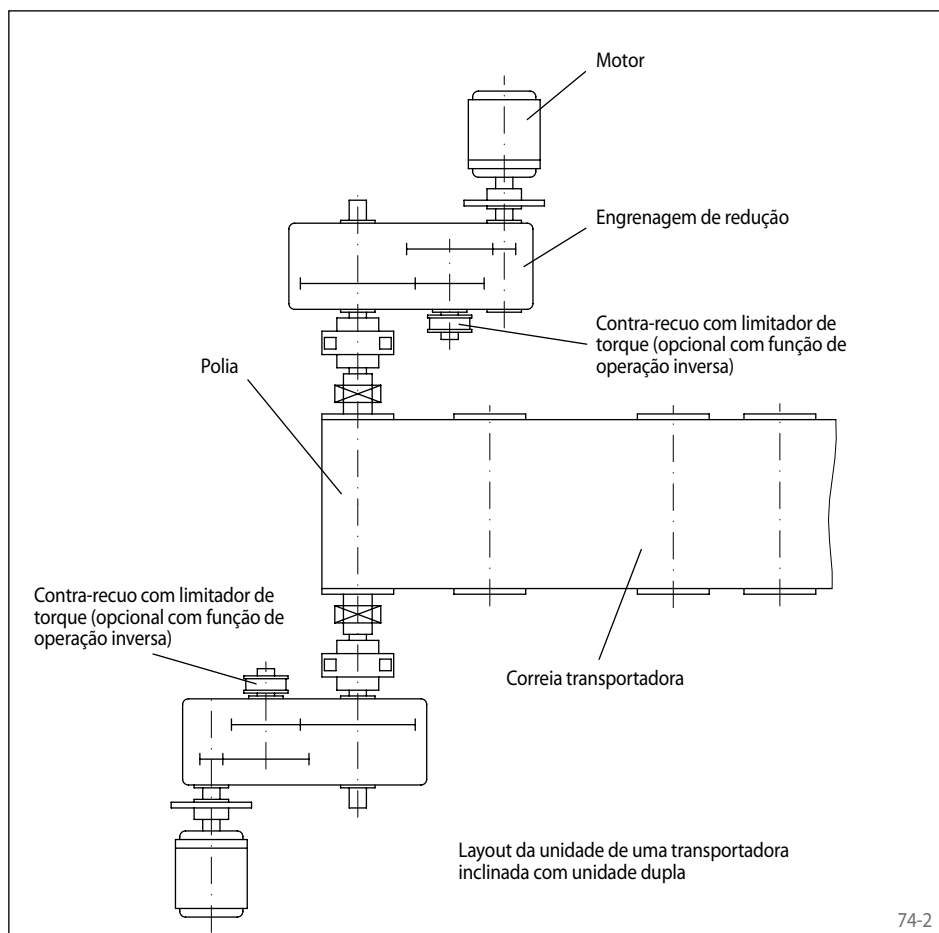 Motor
Engrenagem de redução
Contra-recuo com limitador de
torque (opcional com função de
operação inversa)
Polia
Contra-recuo com limitador de
torque (opcional com função de
operação inversa)
Correia transportadora
Layout da unidade de uma transportadora
inclinada com unidade dupla
74-2